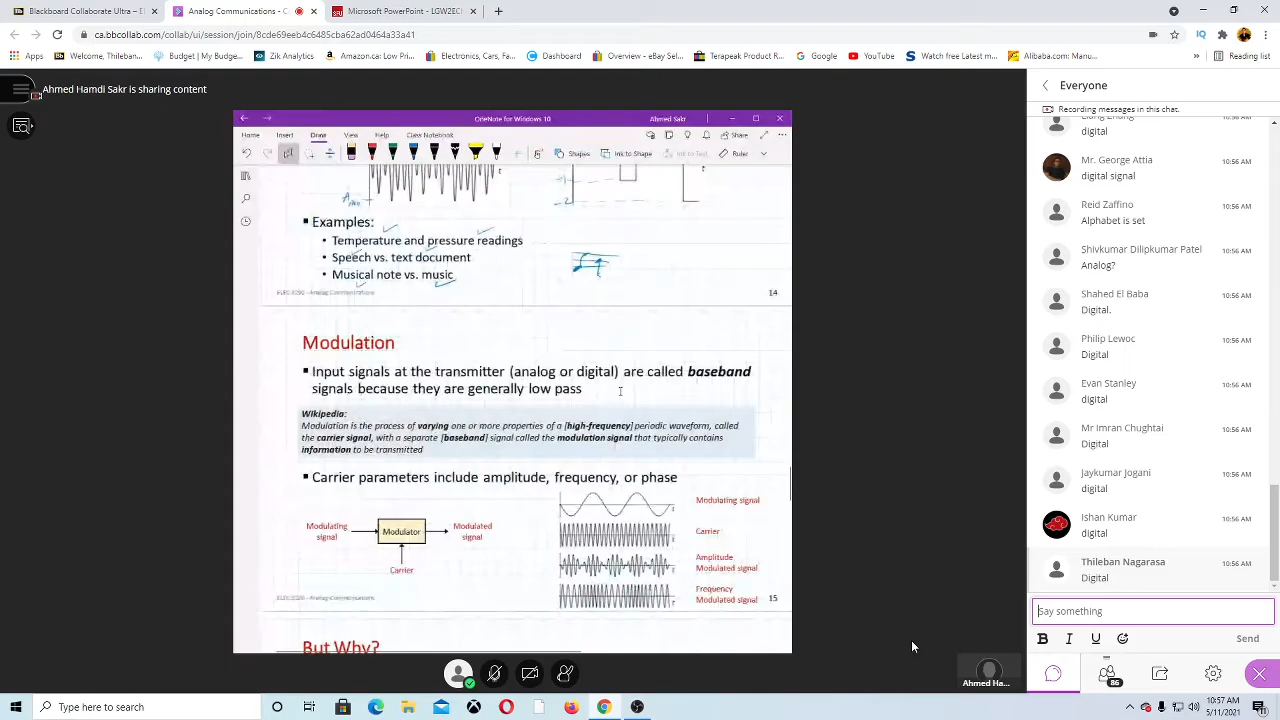 Blackboard Collaborate Ultra – El
Analog Communications - C
Microsoft PowerPoint - LGW2EC
ca.bbcollab.com/collab/ui/session/join/8cde69eeb4c6485cba62ad0464a33a41
Apps
Welcome, Thileban...
Budget | My Budge...
Zik Analytics
Amazon.ca: Low Pri...
Electronics, Cars, Fa...
Dashboard
Overview - eBay Sel...
Terapeak Product R...
Google
YouTube
Watch free Latest m...
Alibaba.com: Manu...
Reading list
Ahmed Hamdi Sakr is sharing content
OneNote for Windows 10
Ahmed Sakr
Home
Insert
Draw
View
Help
Class Notebook
Share
Shapes
Ink to Shape
Ink to Text
Ruler
t
-1
-2
t
Examples:
• Temperature and pressure readings
• Speech vs. text document
• Musical note vs. music
14
Modulation
Input signals at the transmitter (analog or digital) are called baseband
signals because they are generally low pass
Wikipedia:
Modulation is the process of varying one or more properties of a [high-frequency] periodic waveform, called
the carrier signal, with a separate [baseband] signal called the modulation signal that typically contains
information to be transmitted
Carrier parameters include amplitude, frequency, or phase
Modulating
signal
Modulator
Modulated
signal
Carrier
Modulating signal
Carrier
Amplitude
Modulated signal
Frequency
Modulated signal
15
But Why?
Everyone
Recording messages in this chat.
digital
Mr. George Attia
10:56 AM
digital signal
Reid Zaffino
10:56 AM
Alphabet is set
Shivkumar Dilipkumar Patel
10:56 AM
Analog?
Shahed El Baba
10:56 AM
Digital.
Philip Lewoc
10:56 AM
Digital
Evan Stanley
10:56 AM
digital
Mr Imran Chughtai
10:56 AM
Digital
Jaykumar Jogani
10:56 AM
digital
Ishan Kumar
10:56 AM
digital
Thileban Nagarasa
10:56 AM
Digital
Say something
B I U
Send
Ahmed Ha...
86
Type here to search
10:57 AM
5/11/2021